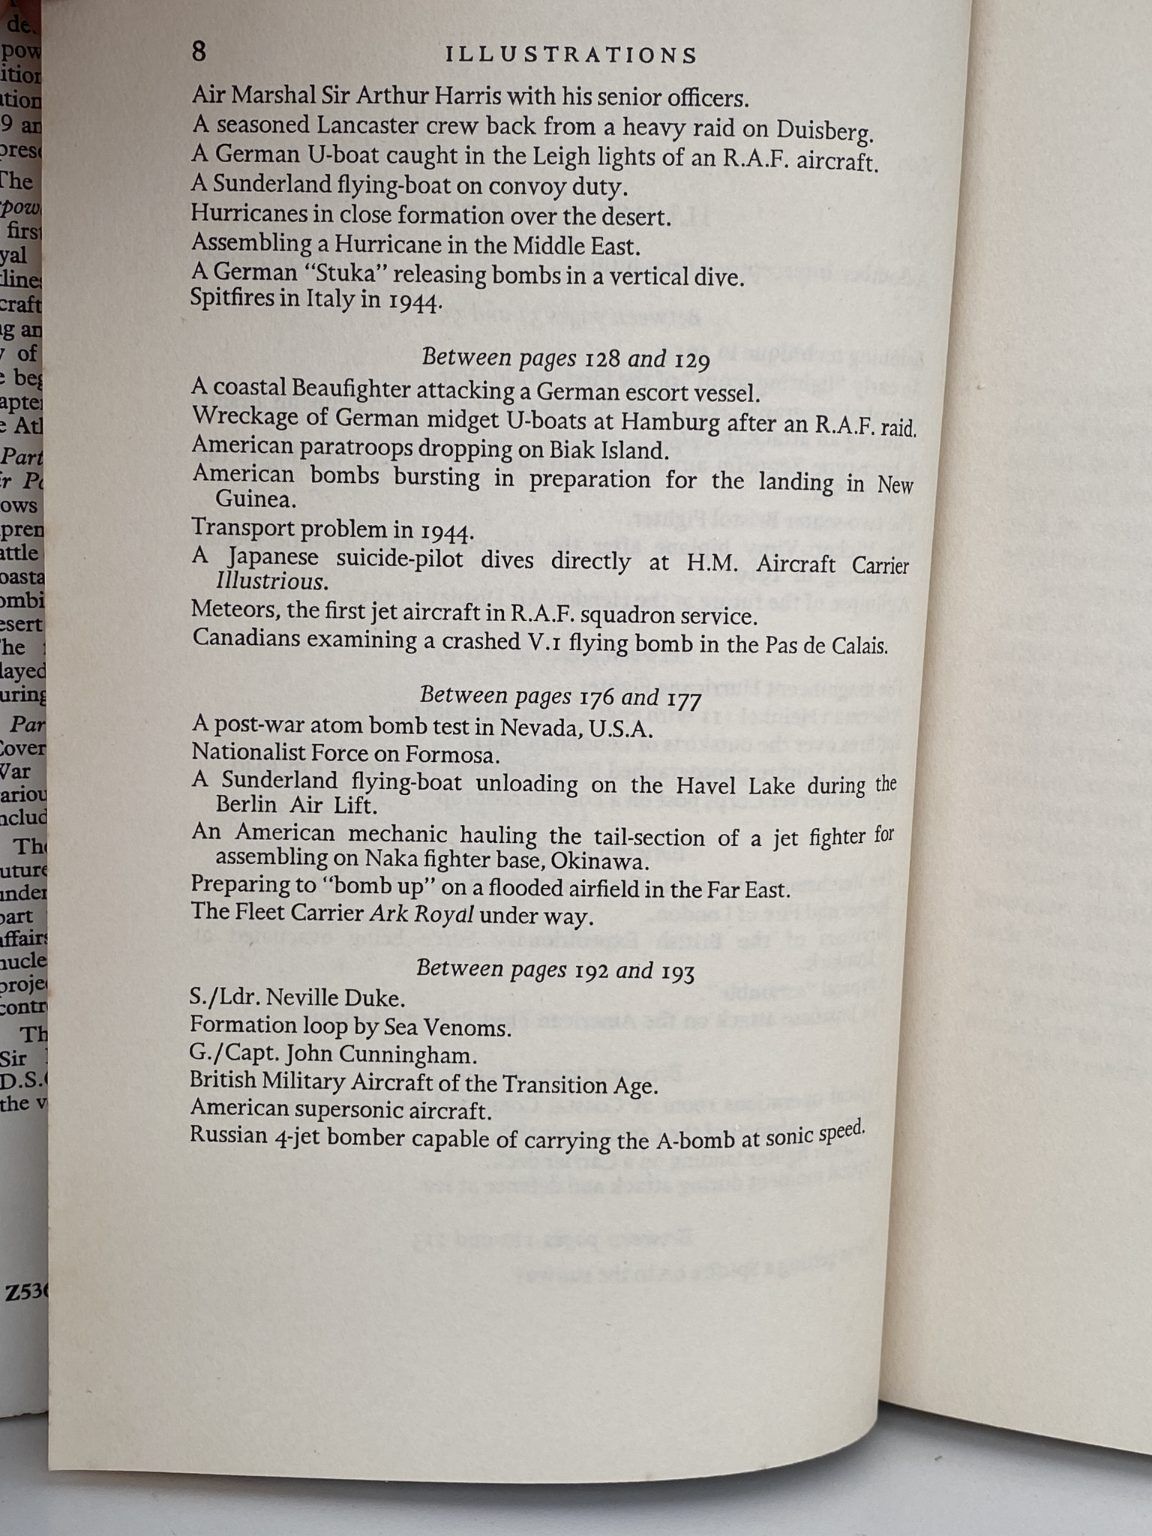 8 ILLUSTRATIONS
Air Marshal Sir Arthur Harris with his senior officers.
A seasoned Lancaster crew back from a heavy raid on Duisberg.
A German U-boat caught in the Leigh lights of an R.A.F. aircraft.
A Sunderland flying-boat on convoy duty.
Hurricanes in close formation over the desert.
Assembling a Hurricane in the Middle East.
A German “Stuka” releasing bombs in a vertical dive.
Spitfires in Italy in 1944.
Between pages 128 and 129
A coastal Beaufighter attacking a German escort vessel.
Wreckage of German midget U-boats at Hamburg after an R.A.F. raid.
American paratroops dropping on Biak Island.
American bombs bursting in preparation for the landing in New
Guinea.
Transport problem in 1944.
A Japanese suicide-pilot dives directly at H.M. Aircraft Carrier
Illustrious.
Meteors, the first jet aircraft in R.A.F. squadron service.
Canadians examining a crashed V.1 flying bomb in the Pas de Calais.
Between pages 176 and 177
A post-war atom bomb test in Nevada, U.S.A.
Nationalist Force on Formosa.
A Sunderland flying-boat unloading on the Havel Lake during the
Berlin Air Lift.
An American mechanic hauling the tail-section of a jet fighter for
assembling on Naka fighter base, Okinawa.
Preparing to “bomb up” on a flooded airfield in the Far East.
The Fleet Carrier Ark Royal under way.
Between pages 192 and 193
S./Ldr. Neville Duke.
Formation loop by Sea Venoms.
G./Capt. John Cunningham.
British Military Aircraft of the Transition Age.
American supersonic aircraft.
Russian 4-jet bomber capable of carrying the A-bomb at sonic speed.